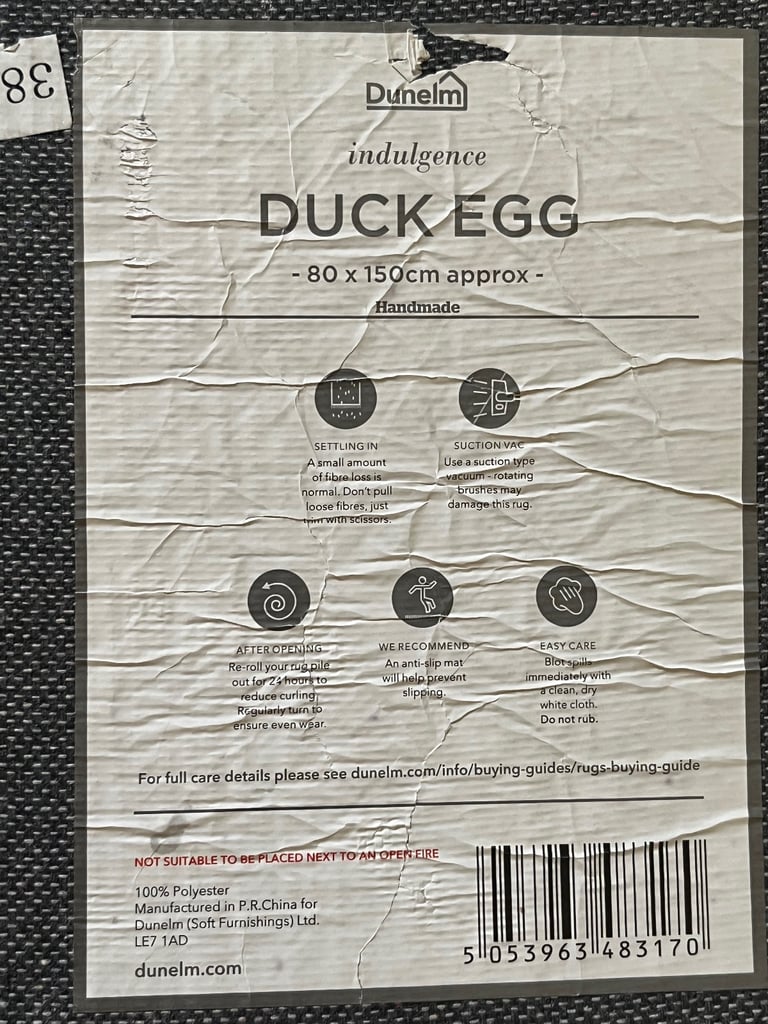 38
Dunelm
indulgence
DUCK EGG
- 80 x 150cm approx -
Handmade
SETTLING IN
A small amount
of fibre loss is
normal. Don't pull
loose fibres, just
trim with scissors.
SUCTION VAC
Use a suction type
vacuum - rotating
brushes may
damage this rug.
AFTER OPENING
Re-roll your rug pile
out for 24 hours to
reduce curling.
Regularly turn to
ensure even wear.
WE RECOMMEND
An anti-slip mat
will help prevent
slipping.
EASY CARE
Blot spills
immediately with
a clean, dry
white cloth.
Do not rub.
For full care details please see dunelm.com/info/buying-guides/rugs-buying-guide
NOT SUITABLE TO BE PLACED NEXT TO AN OPEN FIRE
100% Polyester
Manufactured in P.R.China for
Dunelm (Soft Furnishings) Ltd.
LE7 1AD
dunelm.com
5 053963 483170